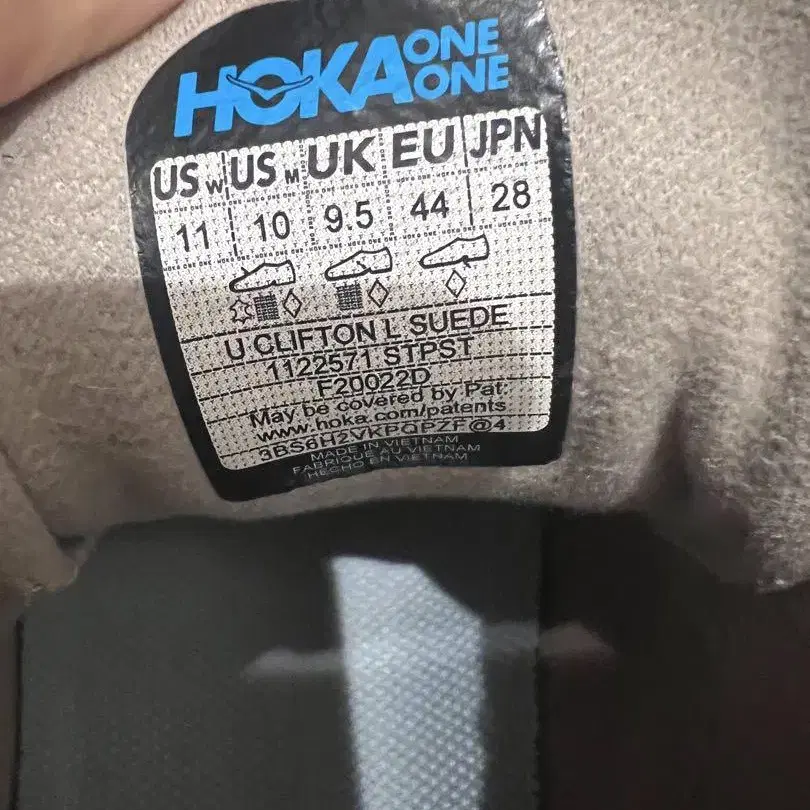 HOKA ONE ONE
US W US M UK EU JPN
11 10 9.5 44 28
U CLIFTON L SUEDE
1122571 STPST
F20022D
May be covered by Pat:
www.hoka.com/patents
3BS6H2VKPQPZF@4
MADE IN VIETNAM
FABRIQUÉ AU VIETNAM
HECHO EN VIETNAM